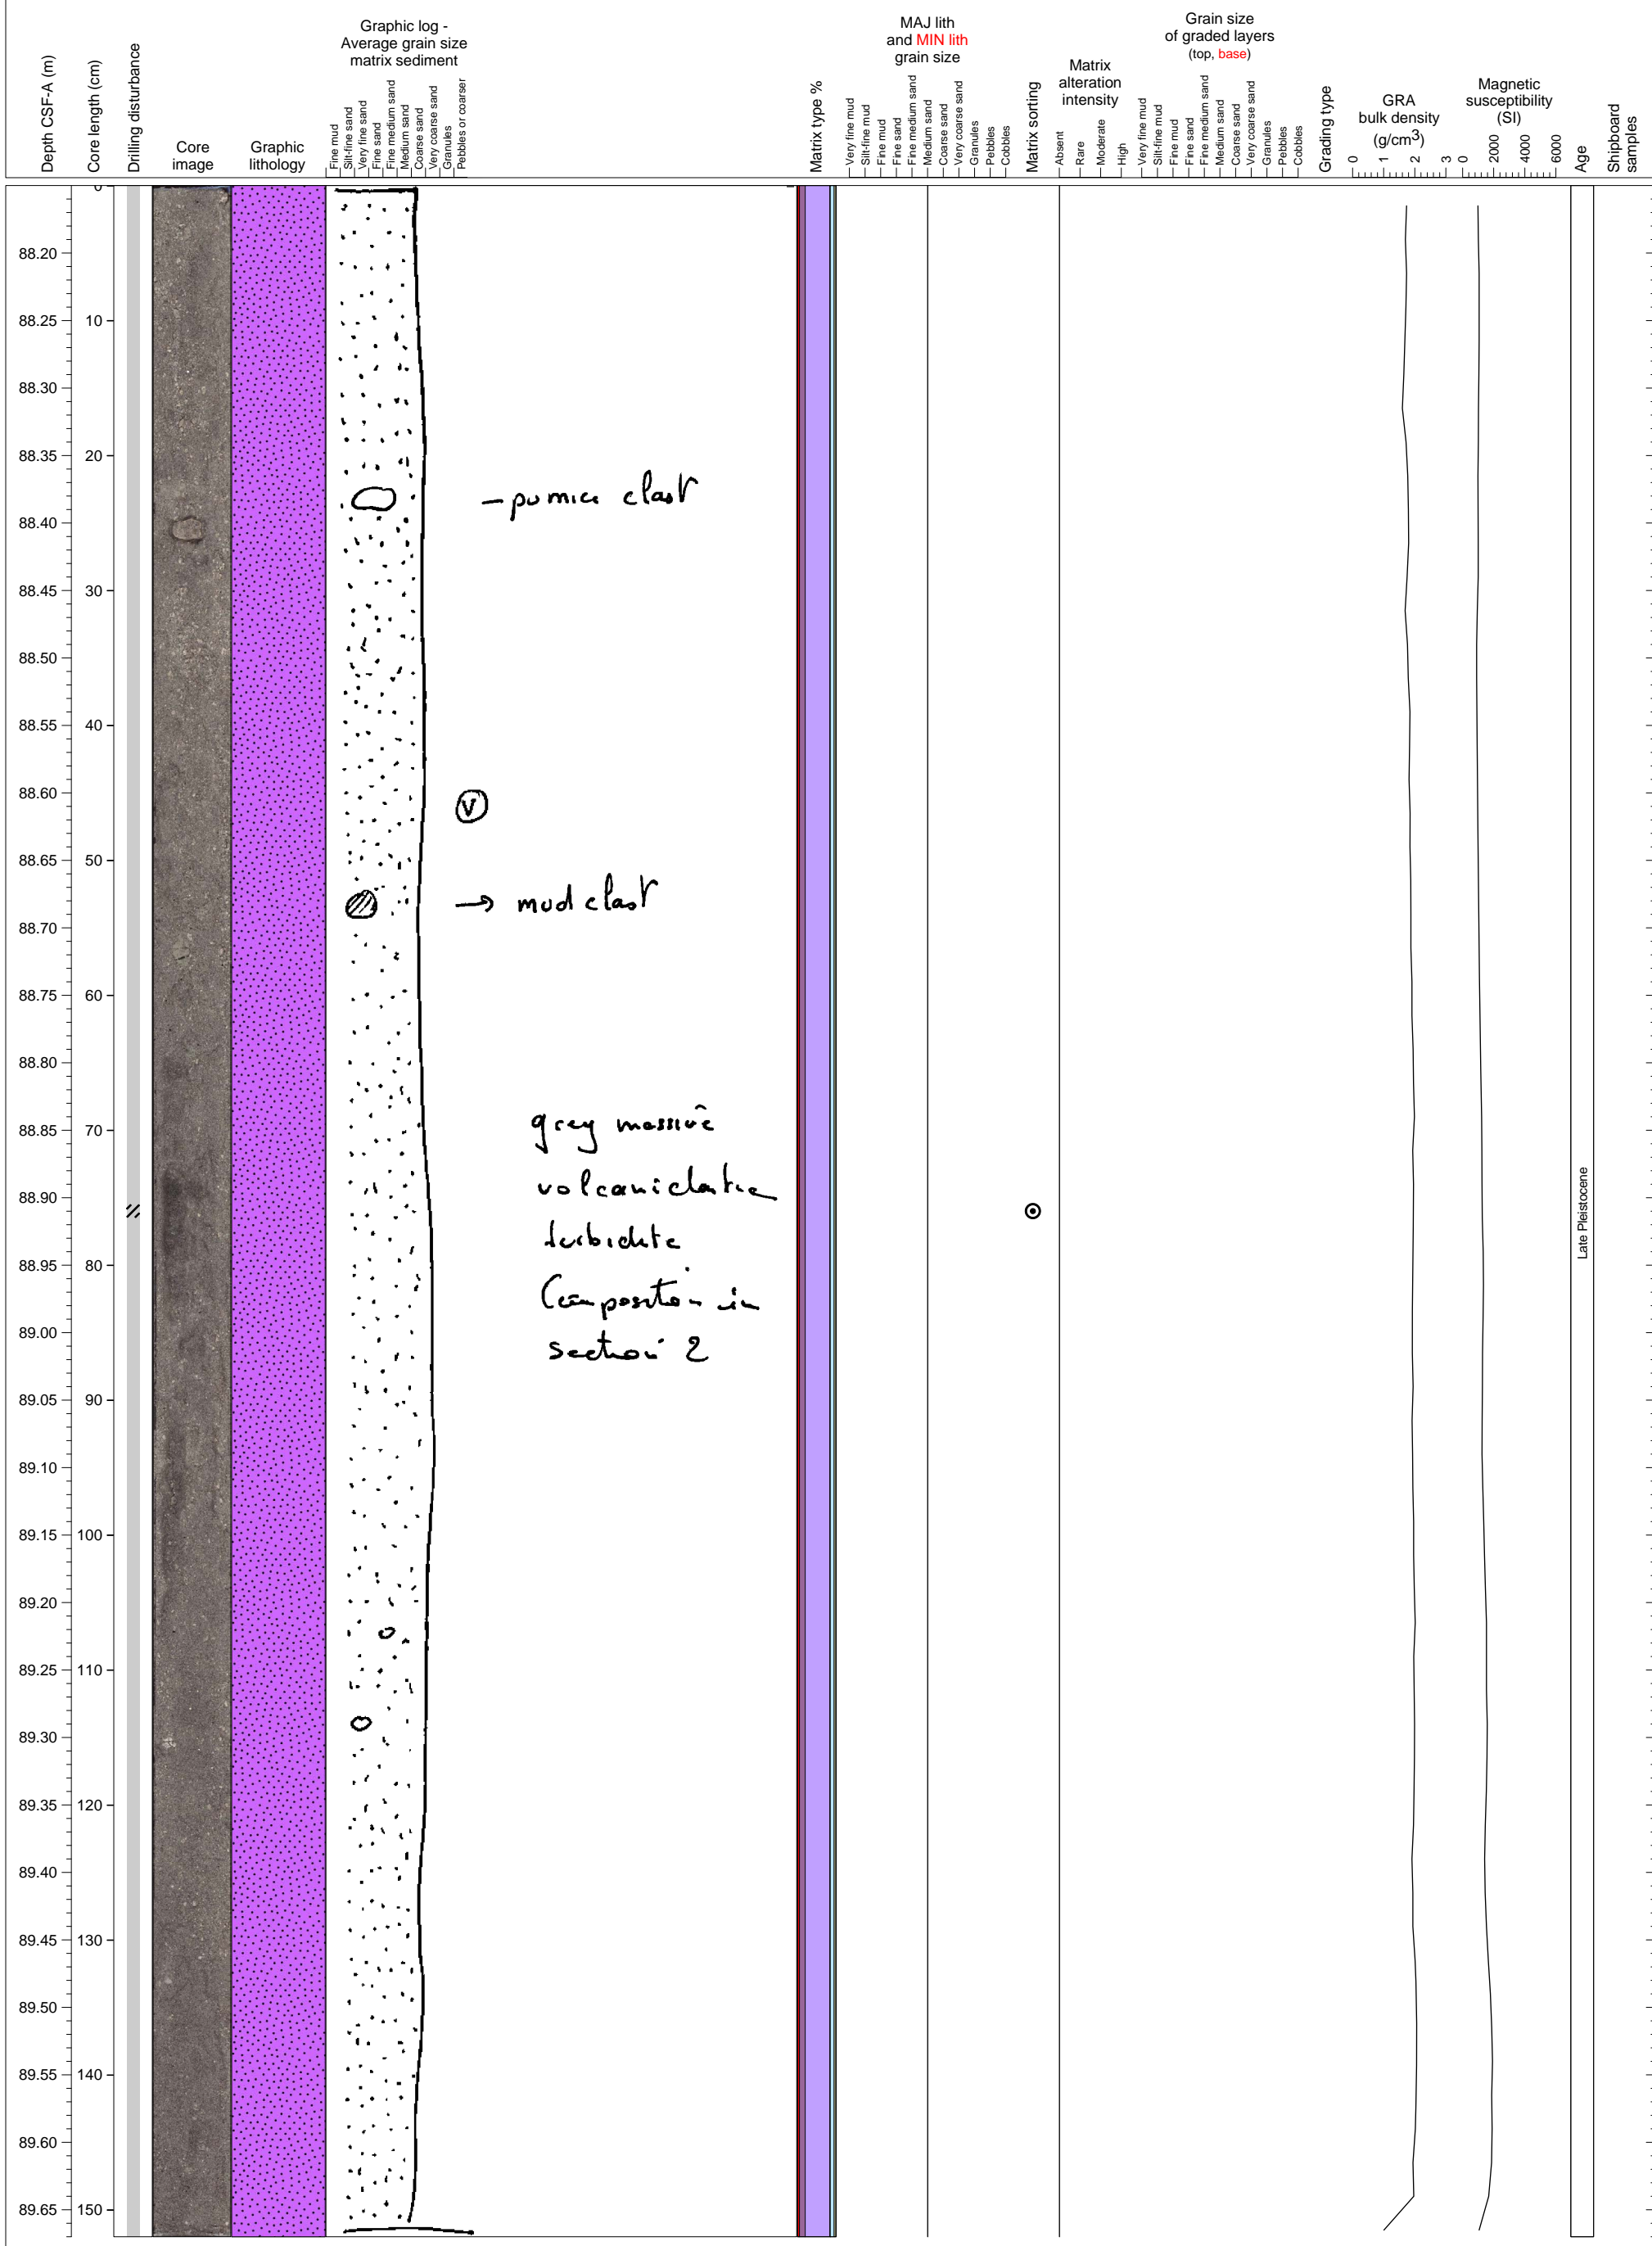 Graphic log -
Average grain size
matrix sediment
MAJ lith
and MIN lith
grain size
Grain size
of graded layers
(top, base)
Matrix
alteration
intensity
GRA
bulk density
(g/cm3)
Magnetic
susceptibility
(SI)
Depth CSF-A (m)
Core length (cm)
Drilling disturbance
Core
image
Graphic
lithology
Fine mud
Silt-fine sand
Very fine sand
Fine sand
Fine medium sand
Medium sand
Coarse sand
Very coarse sand
Granules
Pebbles or coarser
Matrix type %
Very fine mud
Silt-fine mud
Fine mud
Fine sand
Fine medium sand
Medium sand
Coarse sand
Very coarse sand
Granules
Pebbles
Cobbles
Matrix sorting
Absent
Rare
Moderate
High
Very fine mud
Silt-fine mud
Fine mud
Fine sand
Fine medium sand
Medium sand
Coarse sand
Very coarse sand
Granules
Pebbles
Cobbles
Grading type
0 1 2 3
0 2000 4000 6000
Age
Shipboard
samples
0
88.20
88.25 10
88.30
88.35 20
- pumice clast
88.40
88.45 30
88.50
88.55 40
88.60
V
88.65 50
→ mud clast
88.70
88.75 60
88.80
88.85 70
grey massive
88.90
volcaniclastic
Late Pleistocene
turbidite
88.95 80
Composition in
89.00
section 2
89.05 90
89.10
89.15 100
89.20
89.25 110
89.30
89.35 120
89.40
89.45 130
89.50
89.55 140
89.60
89.65 150